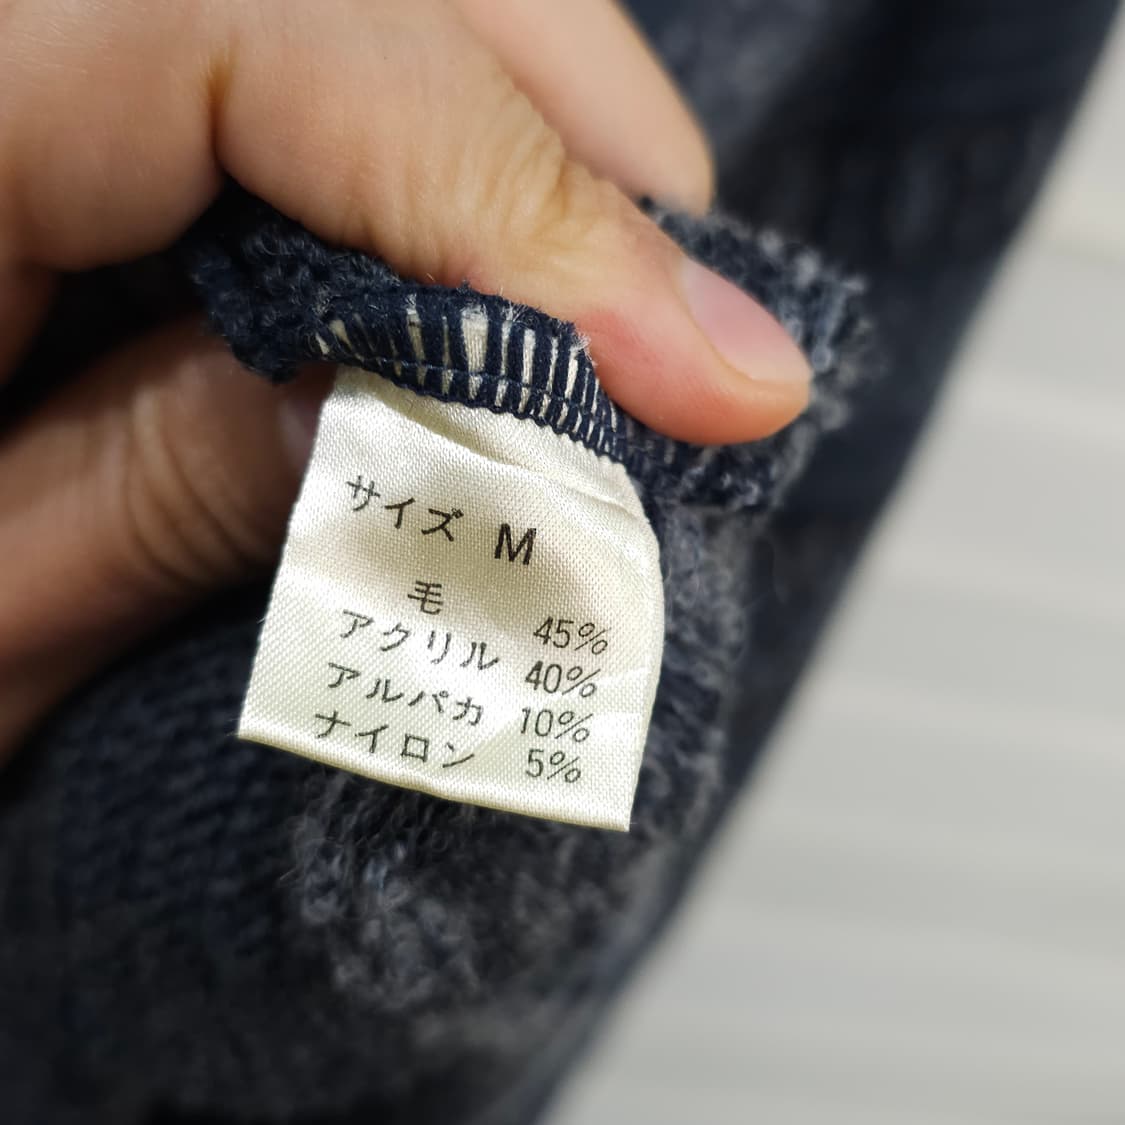 サイズ M
毛 45%
アクリル 40%
アルパカ 10%
ナイロン 5%